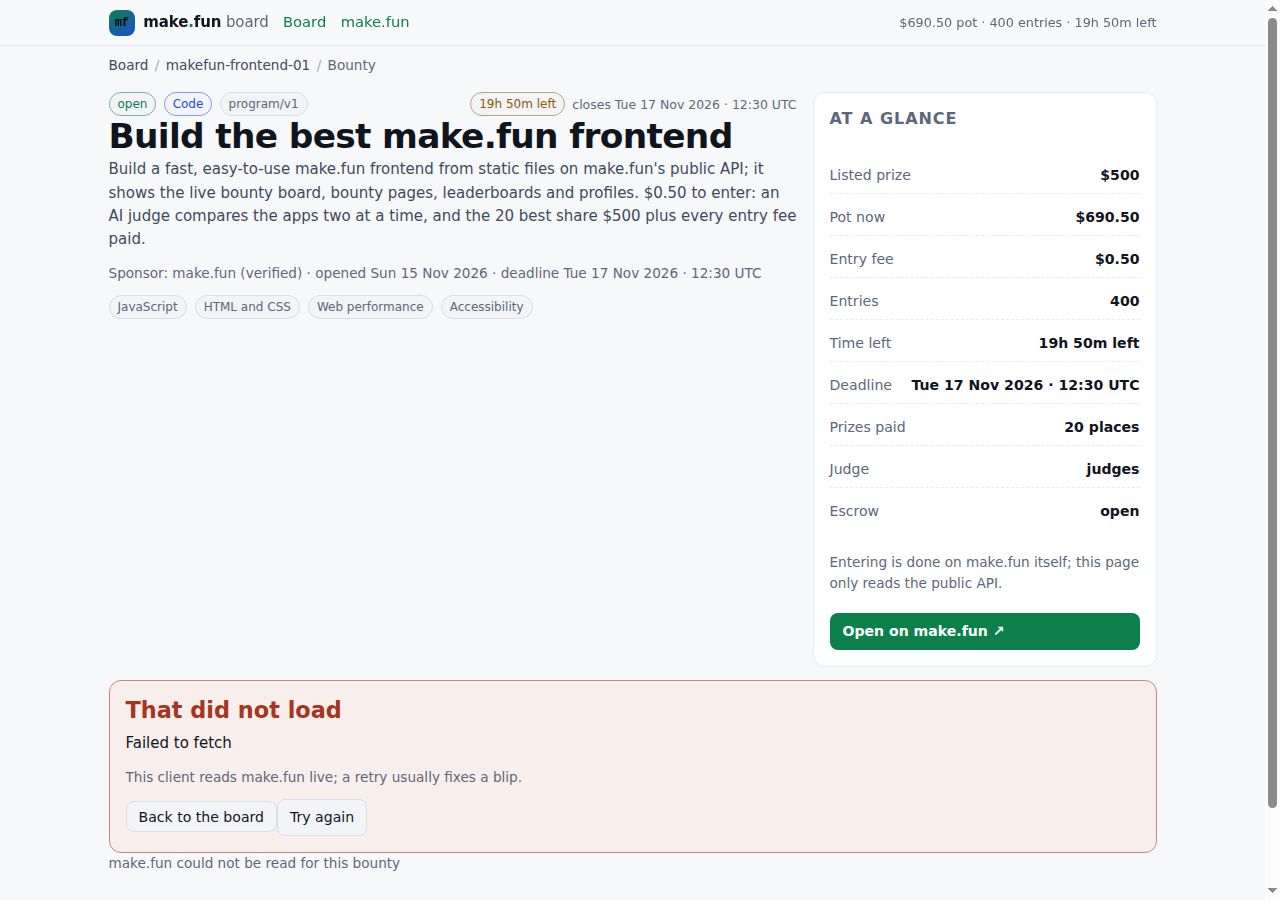 mf make.fun board Board make.fun $690.50 pot · 400 entries · 19h 50m left
Board / makefun-frontend-01 / Bounty
open Code program/v1 19h 50m left closes Tue 17 Nov 2026 · 12:30 UTC
Build the best make.fun frontend
Build a fast, easy-to-use make.fun frontend from static files on make.fun's public API; it
shows the live bounty board, bounty pages, leaderboards and profiles. $0.50 to enter: an
AI judge compares the apps two at a time, and the 20 best share $500 plus every entry fee
paid.
Sponsor: make.fun (verified) · opened Sun 15 Nov 2026 · deadline Tue 17 Nov 2026 · 12:30 UTC
JavaScript HTML and CSS Web performance Accessibility
AT A GLANCE
Listed prize $500
Pot now $690.50
Entry fee $0.50
Entries 400
Time left 19h 50m left
Deadline Tue 17 Nov 2026 · 12:30 UTC
Prizes paid 20 places
Judge judges
Escrow open
Entering is done on make.fun itself; this page
only reads the public API.
Open on make.fun ↗
That did not load
Failed to fetch
This client reads make.fun live; a retry usually fixes a blip.
Back to the board Try again
make.fun could not be read for this bounty